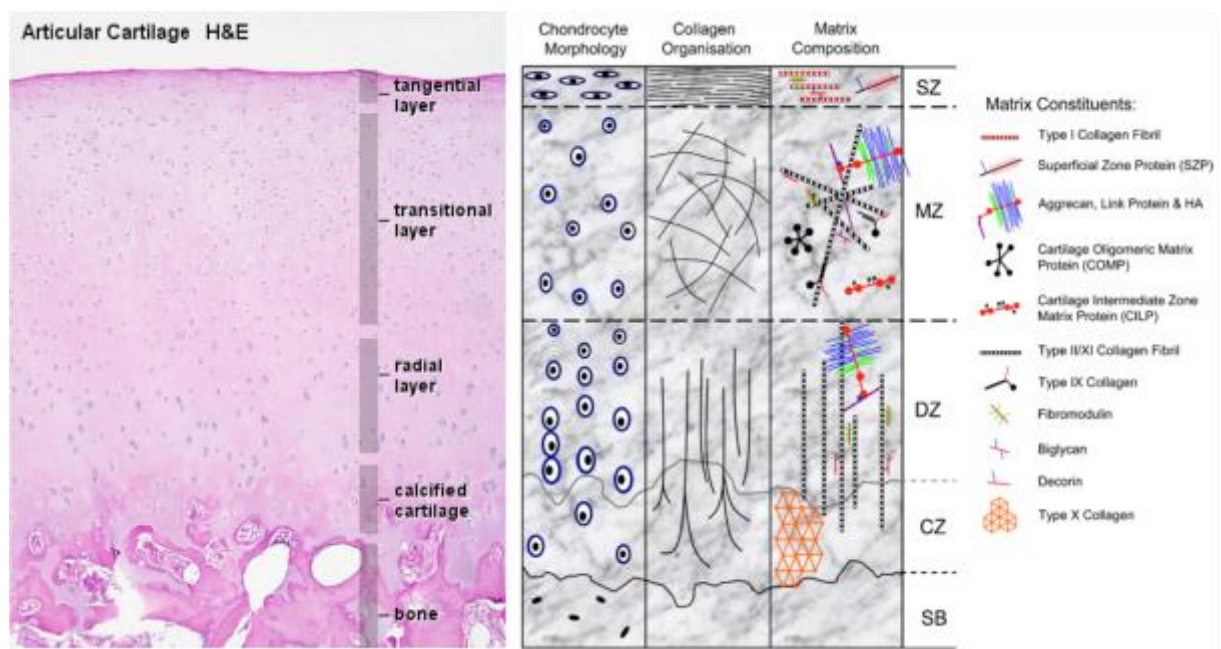 Articular Cartilage H&E
tangential
layer
transitional
layer
radial
layer
calcified
cartilage
bone
Chondrocyte
Morphology
Collagen
Organisation
Matrix
Composition
SZ
MZ
DZ
CZ
SB
Matrix Constituents:
Type I Collagen Fibril
Superficial Zone Protein (SZP)
Aggrecan, Link Protein & HA
Cartilage Oligomeric Matrix
Protein (COMP)
Cartilage Intermediate Zone
Matrix Protein (CILP)
Type II/XI Collagen Fibril
Type IX Collagen
Fibromodulin
Biglycan
Decorin
Type X Collagen